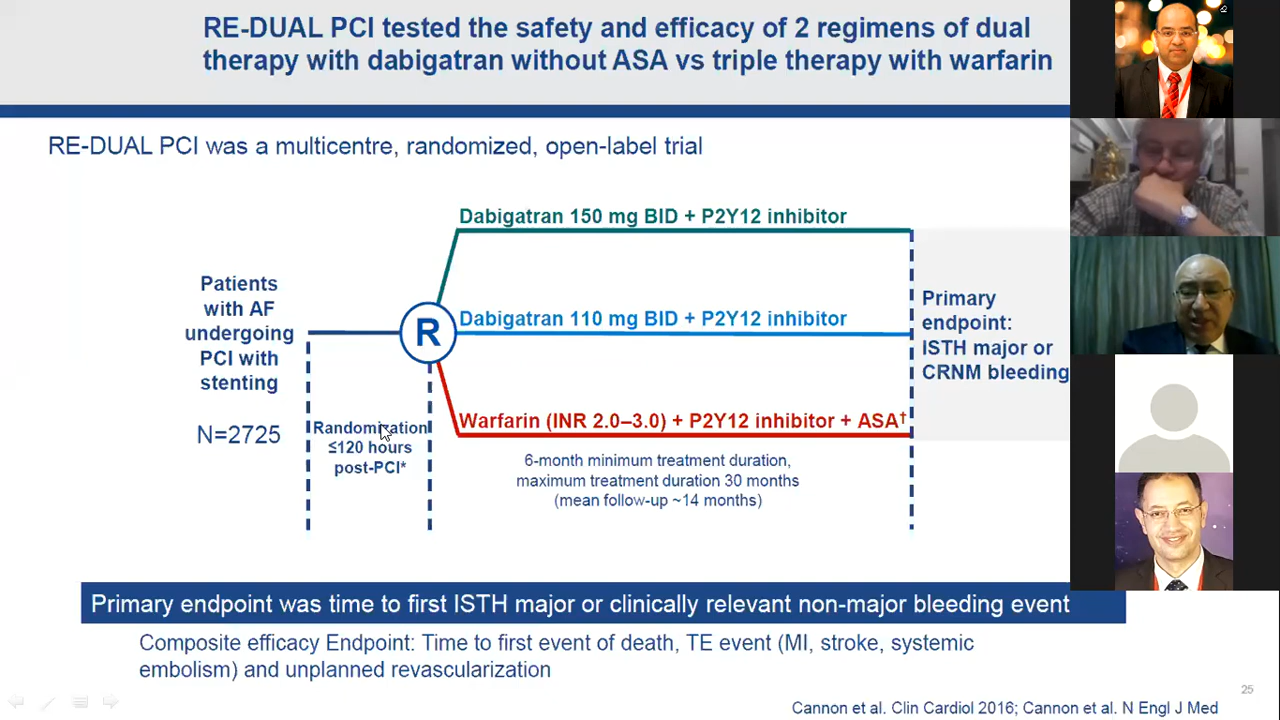 RE-DUAL PCI tested the safety and efficacy of 2 regimens of dual
therapy with dabigatran without ASA vs triple therapy with warfarin
RE-DUAL PCI was a multicentre, randomized, open-label trial
Dabigatran 150 mg BID + P2Y12 inhibitor
Patients
with AF
undergoing
PCI with
stenting
N=2725
R
Dabigatran 110 mg BID + P2Y12 inhibitor
Primary
endpoint:
ISTH major or
CRNM bleeding
Randomization
≤120 hours
post-PCI*
Warfarin (INR 2.0–3.0) + P2Y12 inhibitor + ASA†
6-month minimum treatment duration,
maximum treatment duration 30 months
(mean follow-up ~14 months)
Primary endpoint was time to first ISTH major or clinically relevant non-major bleeding event
Composite efficacy Endpoint: Time to first event of death, TE event (MI, stroke, systemic
embolism) and unplanned revascularization
25
Cannon et al. Clin Cardiol 2016; Cannon et al. N Engl J Med